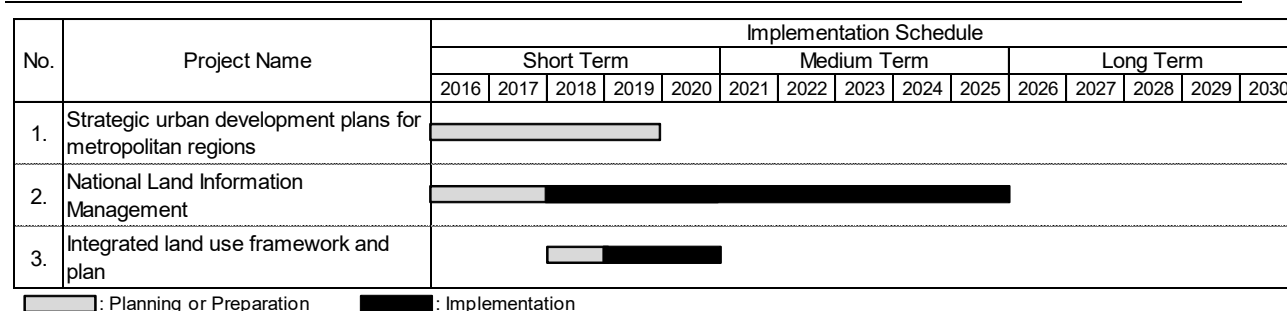 Implementation Schedule
No. Project Name Short Term Medium Term Long Term
2016 2017 2018 2019 2020 2021 2022 2023 2024 2025 2026 2027 2028 2029 2030
1. Strategic urban development plans for
metropolitan regions
2. National Land Information
Management
3. Integrated land use framework and
plan
: Planning or Preparation : Implementation